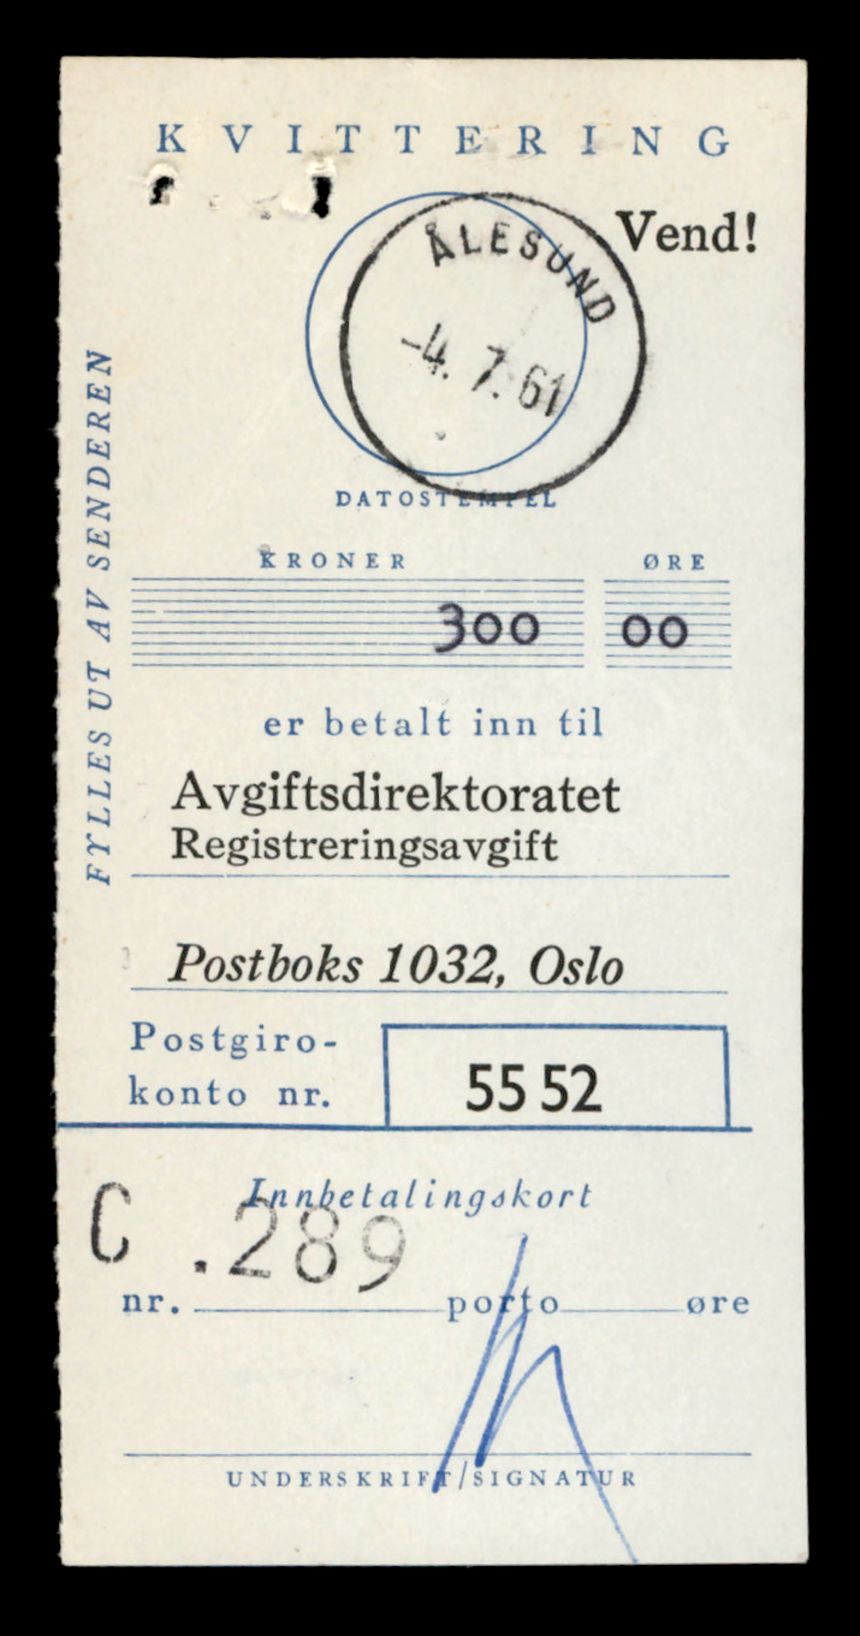 KVITTERING
Vend!
ÅLESUND
-4. 7. 61
DATOSTEMPEL
FYLLES UT AV SENDEREN
KRONER ØRE
300 00
er betalt inn til
Avgiftsdirektoratet
Registreringsavgift
Postboks 1032, Oslo
Postgiro-
konto nr. 55 52
Innbetalingskort
C .289
nr. porto øre
UNDERSKRIFT/SIGNATUR